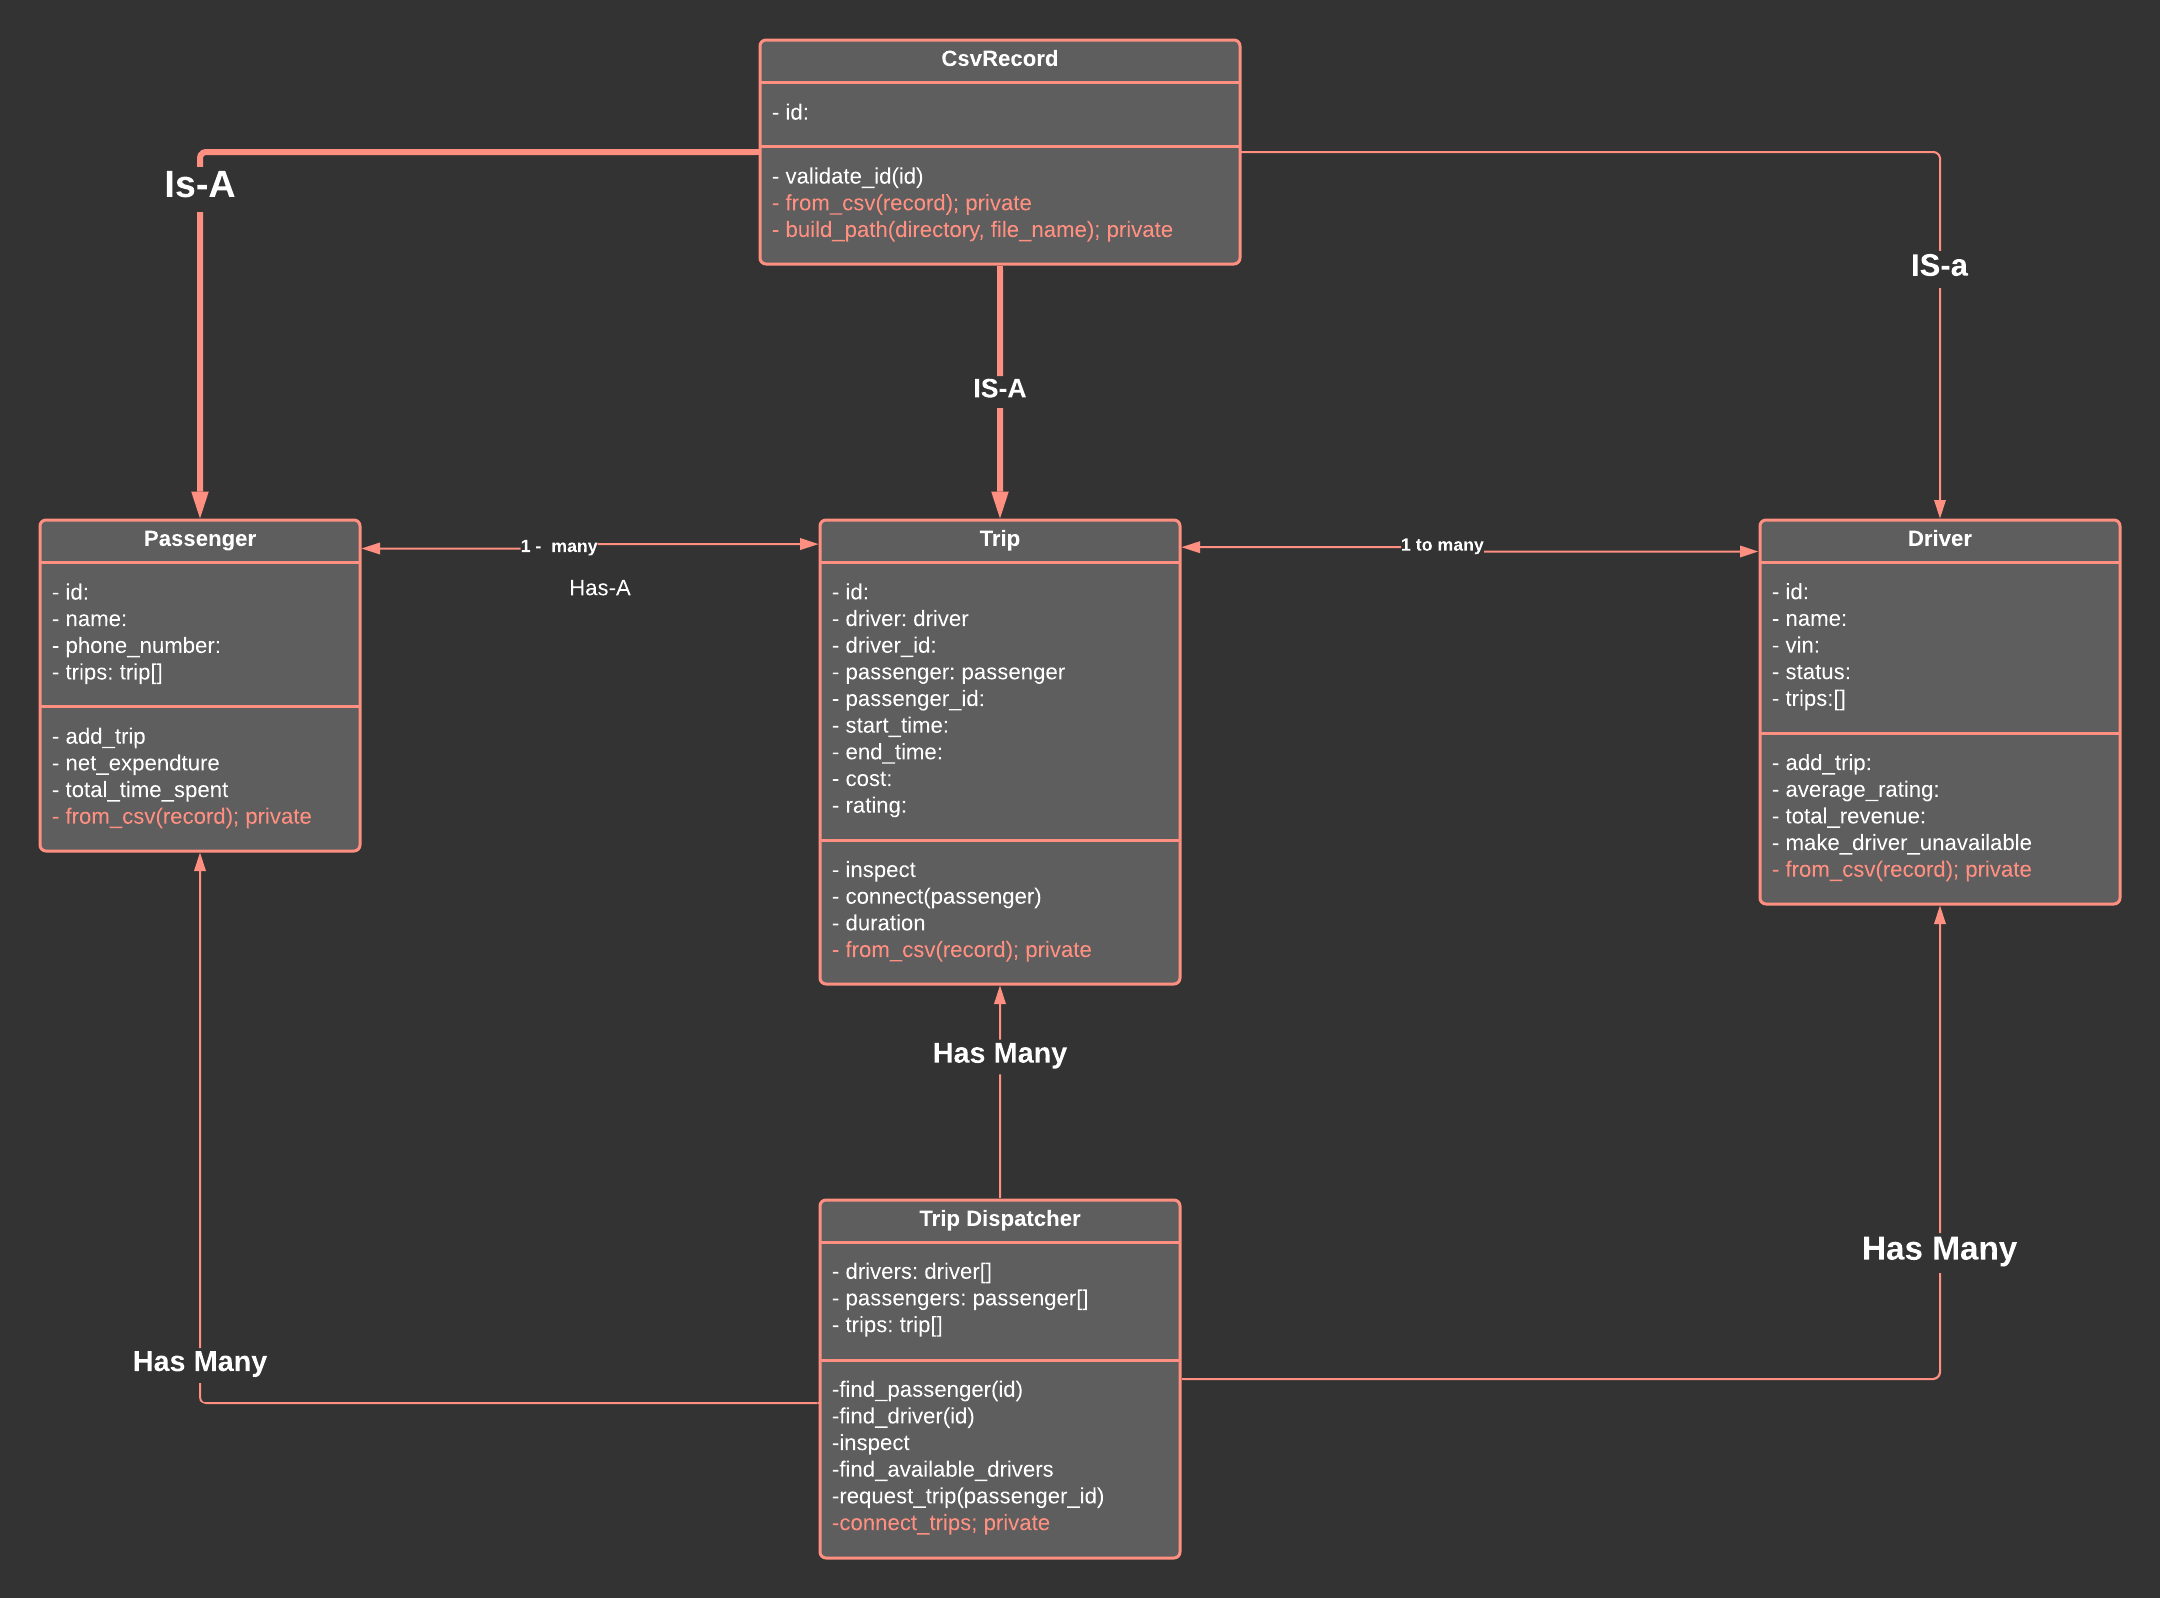 CsvRecord
- id:
- validate_id(id)
- from_csv(record); private
- build_path(directory, file_name); private
Is-A
IS-A
IS-a
Passenger
- id:
- name:
- phone_number:
- trips: trip[]
- add_trip
- net_expendture
- total_time_spent
- from_csv(record); private
1 -  many
Has-A
Trip
- id:
- driver: driver
- driver_id:
- passenger: passenger
- passenger_id:
- start_time:
- end_time:
- cost:
- rating:
- inspect
- connect(passenger)
- duration
- from_csv(record); private
1 to many
Driver
- id:
- name:
- vin:
- status:
- trips:[]
- add_trip:
- average_rating:
- total_revenue:
- make_driver_unavailable
- from_csv(record); private
Has Many
Has Many
Has Many
Trip Dispatcher
- drivers: driver[]
- passengers: passenger[]
- trips: trip[]
-find_passenger(id)
-find_driver(id)
-inspect
-find_available_drivers
-request_trip(passenger_id)
-connect_trips; private